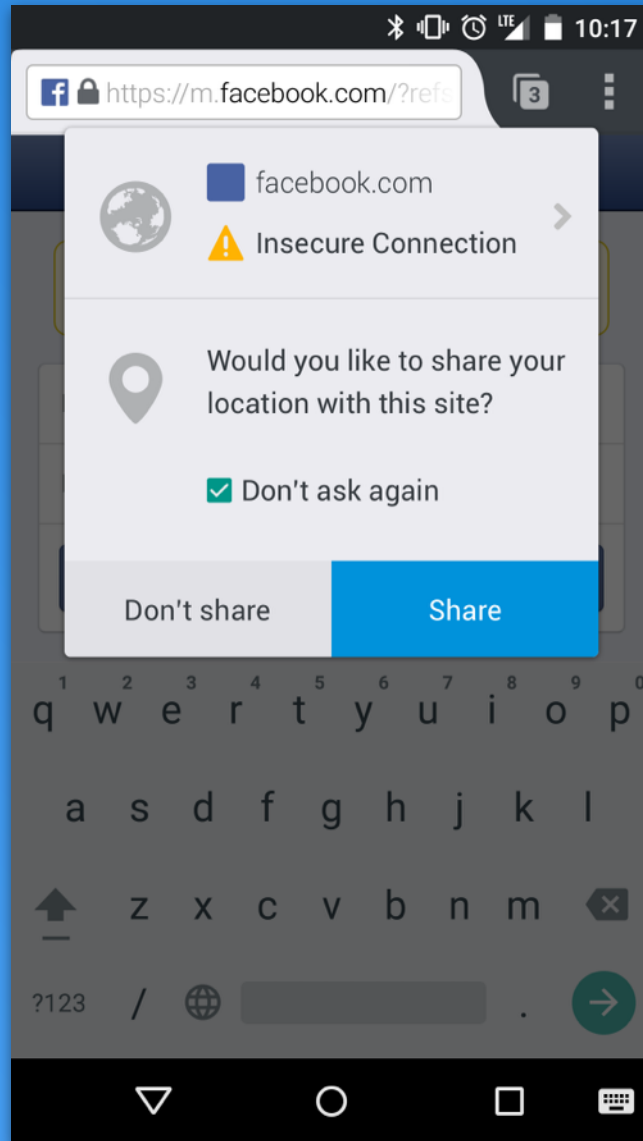 LTE 10:17
f https://m.facebook.com/?refs 3
facebook.com
Insecure Connection
Would you like to share your
location with this site?
Don't ask again
Don't share Share
1 2 3 4 5 6 7 8 9 0
q w e r t y u i o p
a s d f g h j k l
z x c v b n m
?123 / .